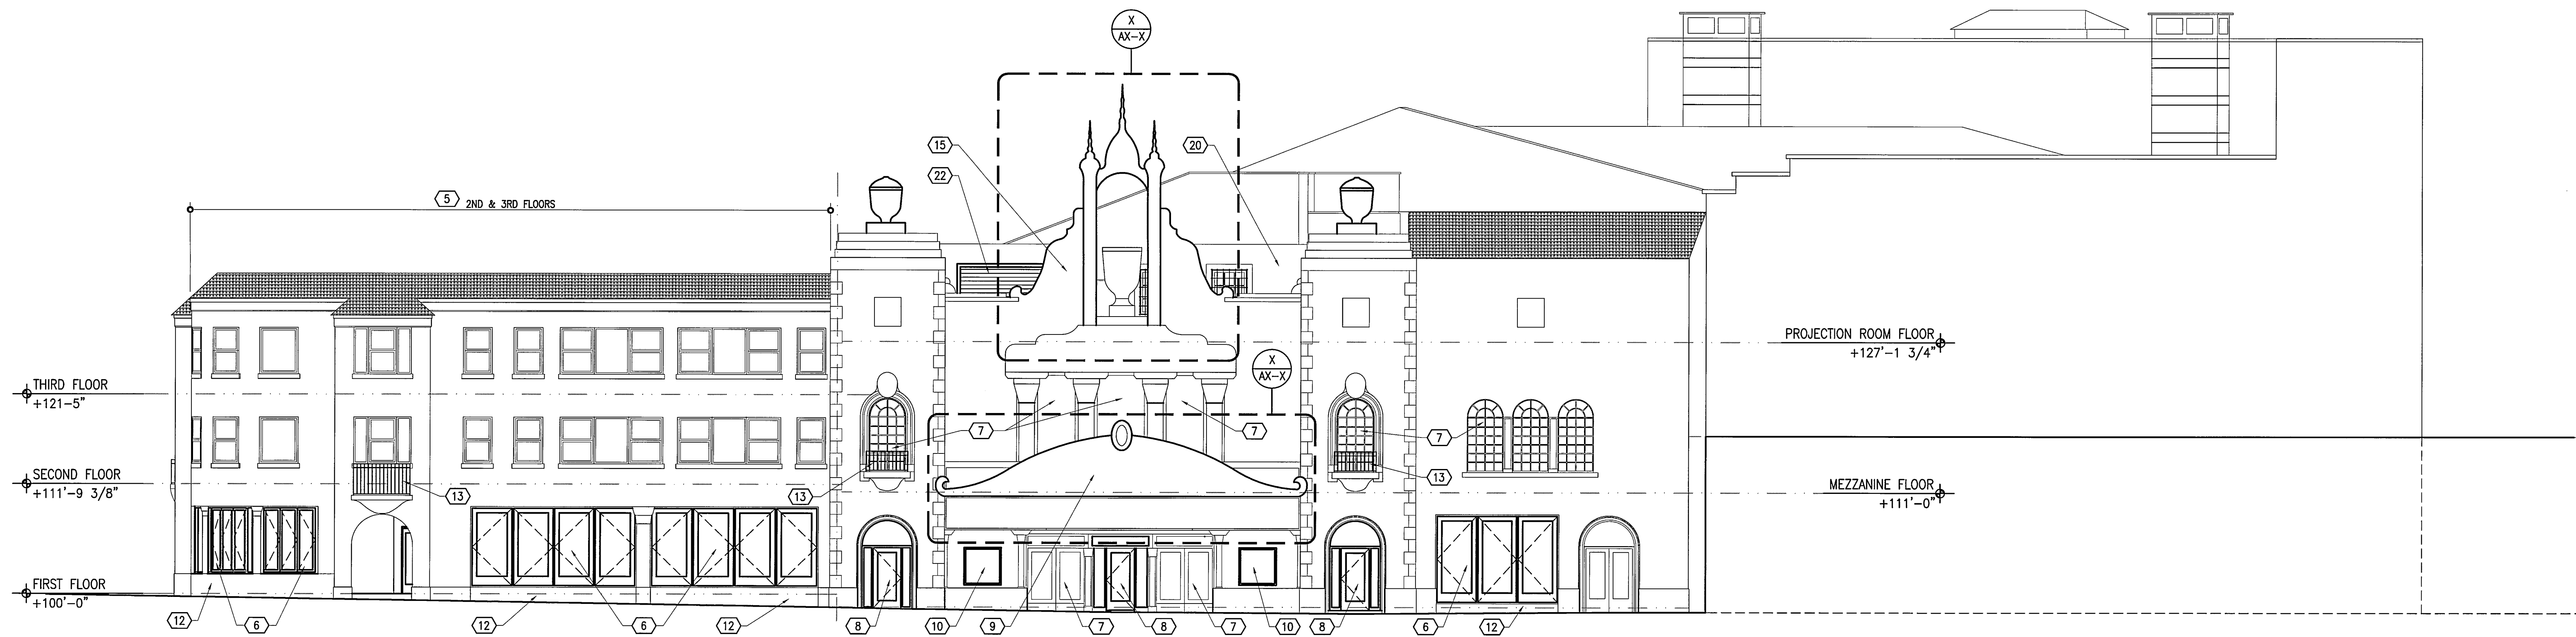 X
AX-X
15
20
22
5 2ND & 3RD FLOORS
PROJECTION ROOM FLOOR
+127'-1 3/4"
X
AX-X
THIRD FLOOR
+121-5"
7
7
7
13
SECOND FLOOR
+111'-9 3/8"
13
13
MEZZANINE FLOOR
+111'-0"
FIRST FLOOR
+100'-0"
12
6
12
6
12
8
10
9
7
8
7
10
8
6
12